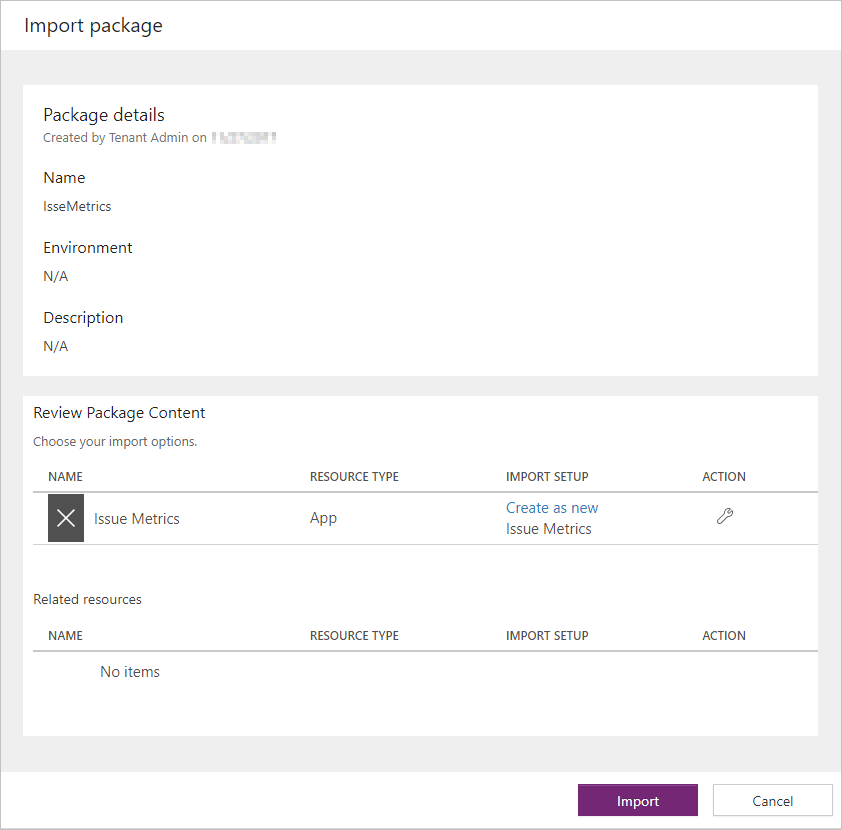 Import package
Package details
Created by Tenant Admin on
Name
IsseMetrics
Environment
N/A
Description
N/A
Review Package Content
Choose your import options.
NAME RESOURCE TYPE IMPORT SETUP ACTION
Issue Metrics App Create as new
Issue Metrics
Related resources
NAME RESOURCE TYPE IMPORT SETUP ACTION
No items
Import Cancel